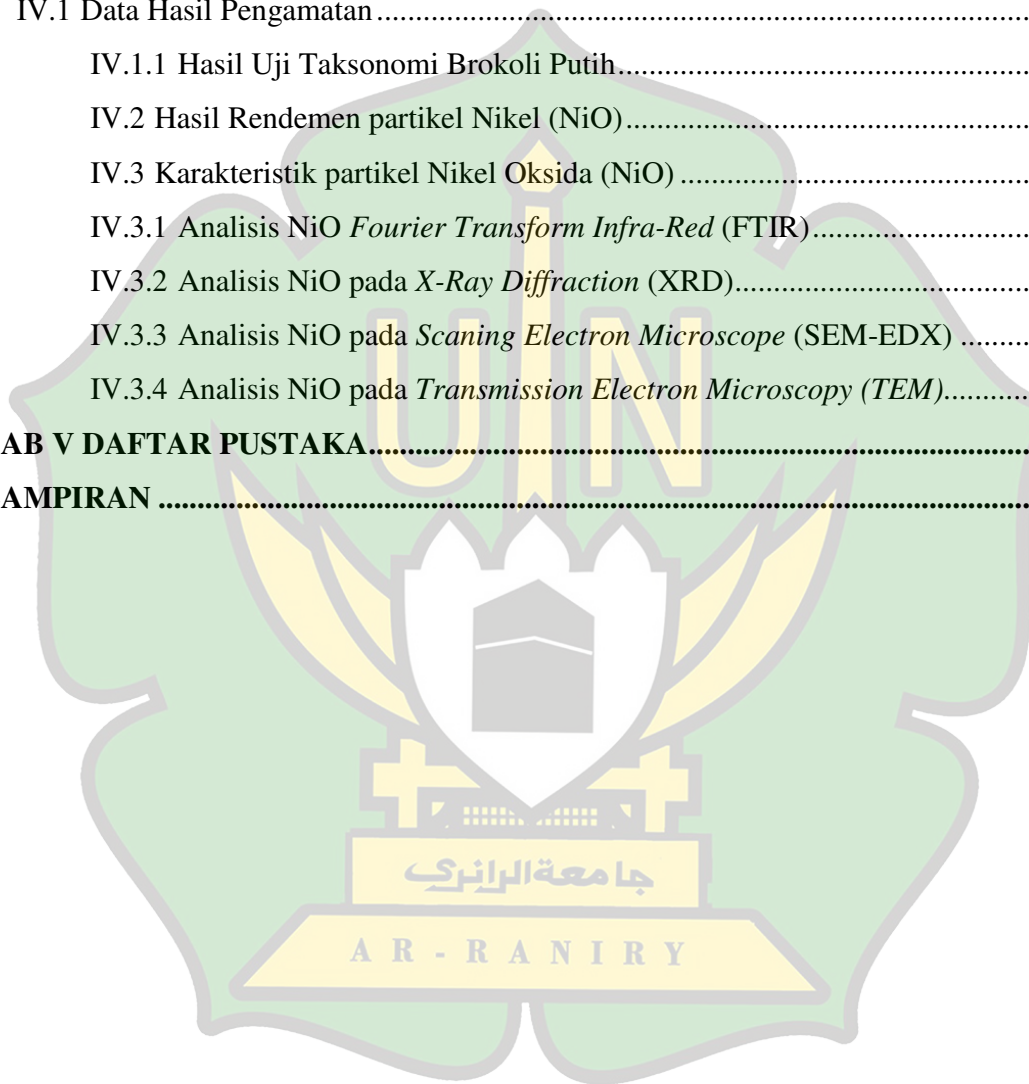 IV.1 Data Hasil Pengamatan..........................................................................................
IV.1.1 Hasil Uji Taksonomi Brokoli Putih.........................................................
IV.2 Hasil Rendemen partikel Nikel (NiO)........................................................
IV.3 Karakteristik partikel Nikel Oksida (NiO) .................................................
IV.3.1 Analisis NiO Fourier Transform Infra-Red (FTIR)..............................
IV.3.2 Analisis NiO pada X-Ray Diffraction (XRD)........................................
IV.3.3 Analisis NiO pada Scaning Electron Microscope (SEM-EDX) .........
IV.3.4 Analisis NiO pada Transmission Electron Microscopy (TEM)...........
AB V DAFTAR PUSTAKA.......................................................................................
AMPIRAN ..................................................................................................................
UIN
جامعةالرانري
AR-RANIRY